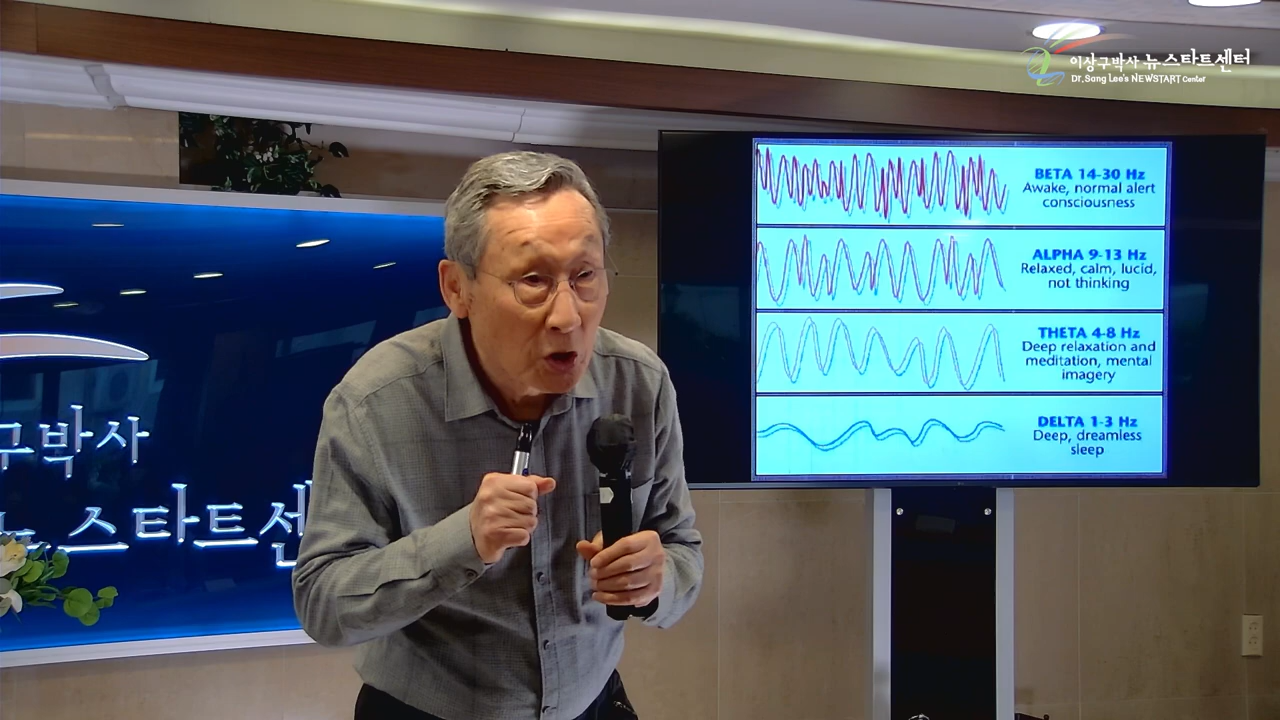 이상구박사 뉴스타트센터
Dr. Sang Lee's NEWSTART Center
BETA 14-30 Hz
Awake, normal alert
consciousness
ALPHA 9-13 Hz
Relaxed, calm, lucid,
not thinking
THETA 4-8 Hz
Deep relaxation and
meditation, mental
imagery
DELTA 1-3 Hz
Deep, dreamless
sleep
구박사
스타트센